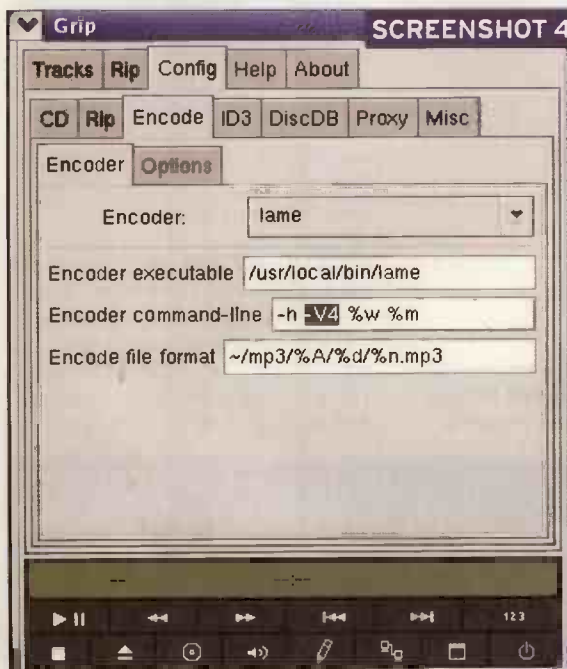 Grip
SCREENSHOT 4
Tracks Rip Config Help About
CD Rip Encode ID3 DiscDB Proxy Misc
Encoder Options
Encoder: lame
Encoder executable /usr/local/bin/lame
Encoder command-line -h -V4 %w %m
Encode file format ~/mp3/%A/%d/%n.mp3
-- --:--
123